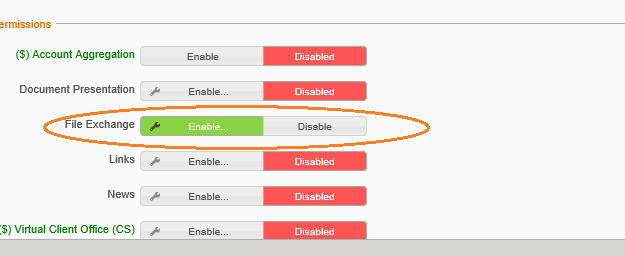 ermissions
($) Account Aggregation Enable Disabled
Document Presentation Enable... Disabled
File Exchange Enable... Disable
Links Enable... Disabled
News Enable... Disabled
($) Virtual Client Office (CS) Enable... Disabled